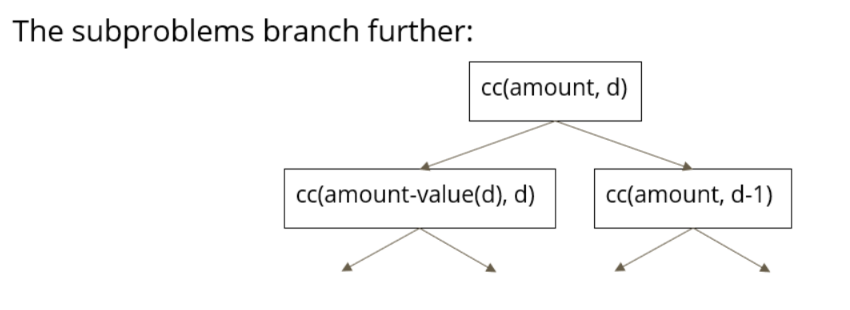 The subproblems branch further:
cc(amount, d)
cc(amount-value(d), d)
cc(amount, d-1)